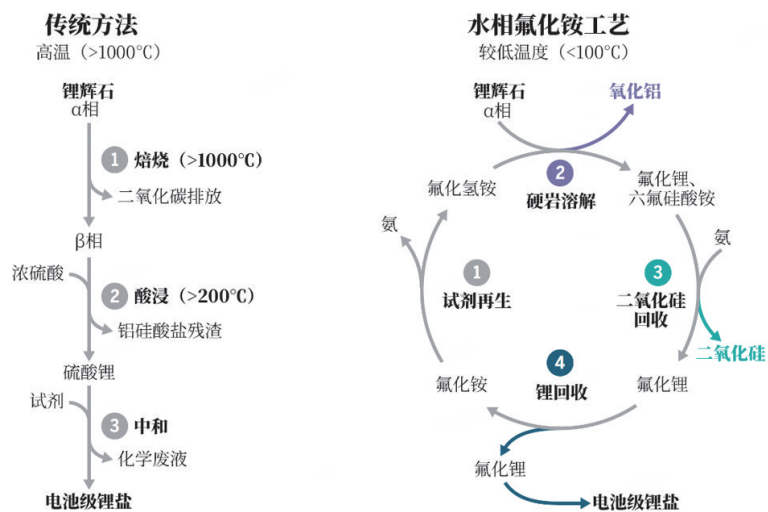 传统方法
高温（>1000℃）
锂辉石
α相
1 焙烧（>1000℃）
二氧化碳排放
β相
浓硫酸
2 酸浸（>200℃）
铝硅酸盐残渣
硫酸锂
试剂
3 中和
化学废液
电池级锂盐
水相氟化铵工艺
较低温度（<100℃）
锂辉石
α相
氧化铝
2
硬岩溶解
氟化氢铵
氟化锂、
六氟硅酸铵
氨
氨
1
试剂再生
3
二氧化硅
回收
二氧化硅
4
锂回收
氟化铵
氟化锂
氟化锂
电池级锂盐